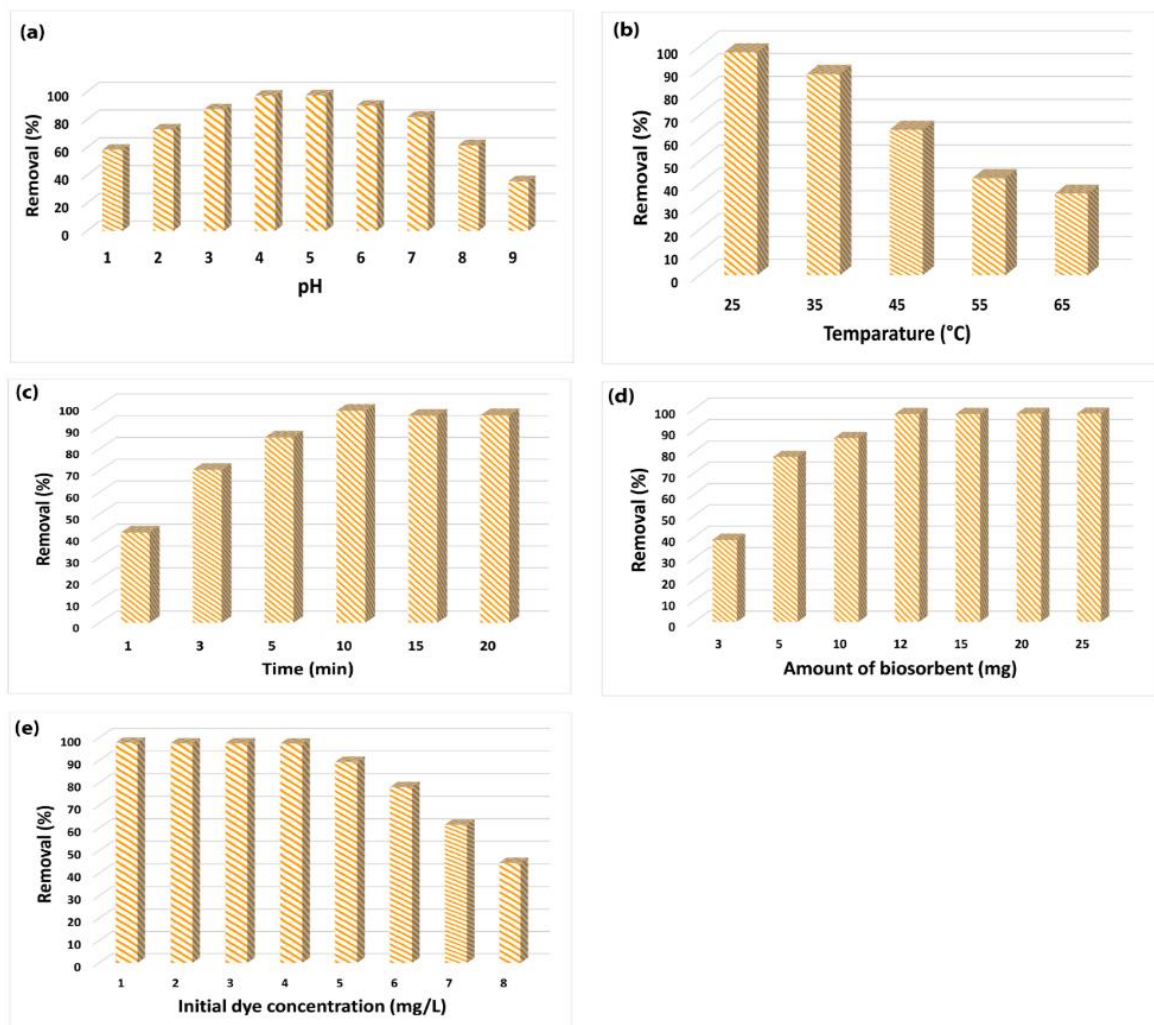 (a)
Removal (%)
100
80
60
40
20
0
1 2 3 4 5 6 7 8 9
pH
(b)
Removal (%)
100
90
80
70
60
50
40
30
20
10
0
25 35 45 55 65
Temparature (°C)
(c)
Removal (%)
100
90
80
70
60
50
40
30
20
10
0
1 3 5 10 15 20
Time (min)
(d)
Removal (%)
100
90
80
70
60
50
40
30
20
10
0
3 5 10 12 15 20 25
Amount of biosorbent (mg)
(e)
Removal (%)
100
90
80
70
60
50
40
30
20
10
0
1 2 3 4 5 6 7 8
Initial dye concentration (mg/L)